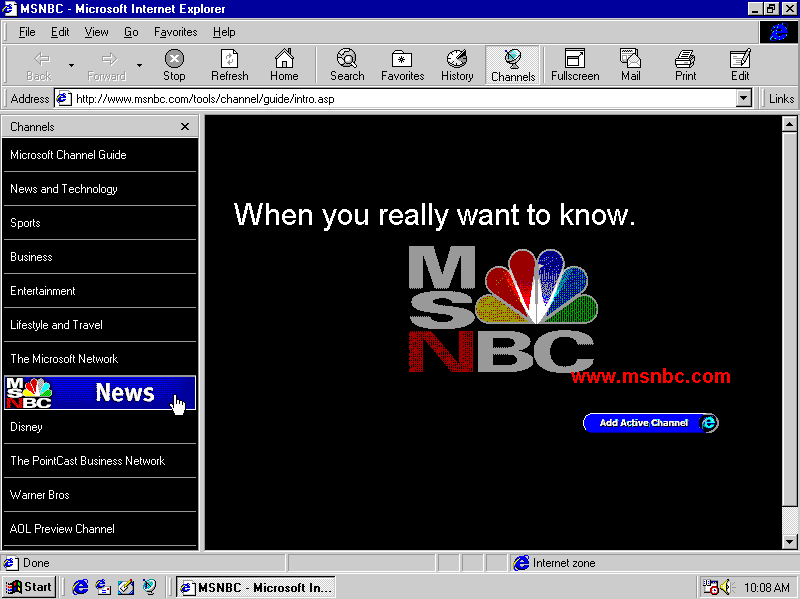 MSNBC - Microsoft Internet Explorer
File Edit View Go Favorites Help
Back Forward Stop Refresh Home Search Favorites History Channels Fullscreen Mail Print Edit
Address http://www.msnbc.com/tools/channel/guide/intro.asp Links
Channels
Microsoft Channel Guide
News and Technology
Sports
Business
Entertainment
Lifestyle and Travel
The Microsoft Network
MSNBC News
Disney
The PointCast Business Network
Warner Bros
AOL Preview Channel
When you really want to know.
MS
NBC
www.msnbc.com
Add Active Channel
Done Internet zone
Start MSNBC - Microsoft In... 10:08 AM